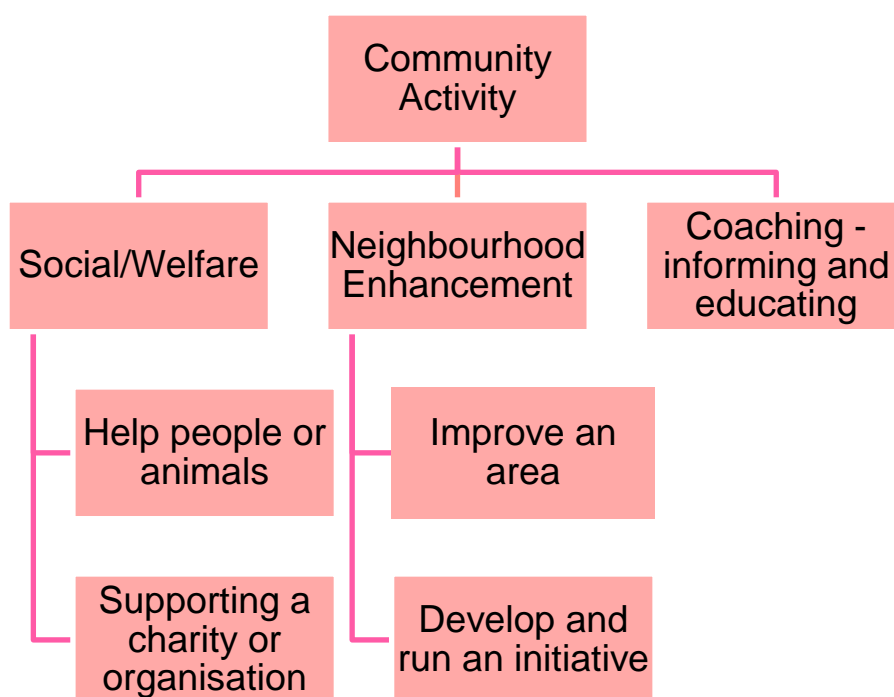 Community
Activity
Social/Welfare
Neighbourhood
Enhancement
Coaching -
informing and
educating
Help people or
animals
Improve an
area
Supporting a
charity or
organisation
Develop and
run an initiative